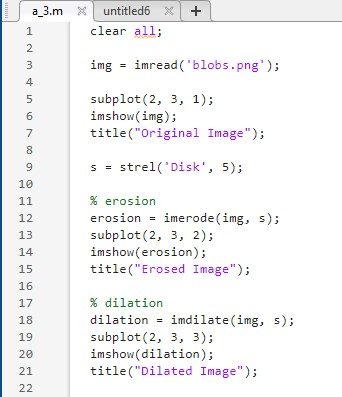 a_3.m × untitled6 × +
1 clear all;
2
3 img = imread('blobs.png');
4
5 subplot(2, 3, 1);
6 imshow(img);
7 title("Original Image");
8
9 s = strel('Disk', 5);
10
11 % erosion
12 erosion = imerode(img, s);
13 subplot(2, 3, 2);
14 imshow(erosion);
15 title("Erosed Image");
16
17 % dilation
18 dilation = imdilate(img, s);
19 subplot(2, 3, 3);
20 imshow(dilation);
21 title("Dilated Image");
22